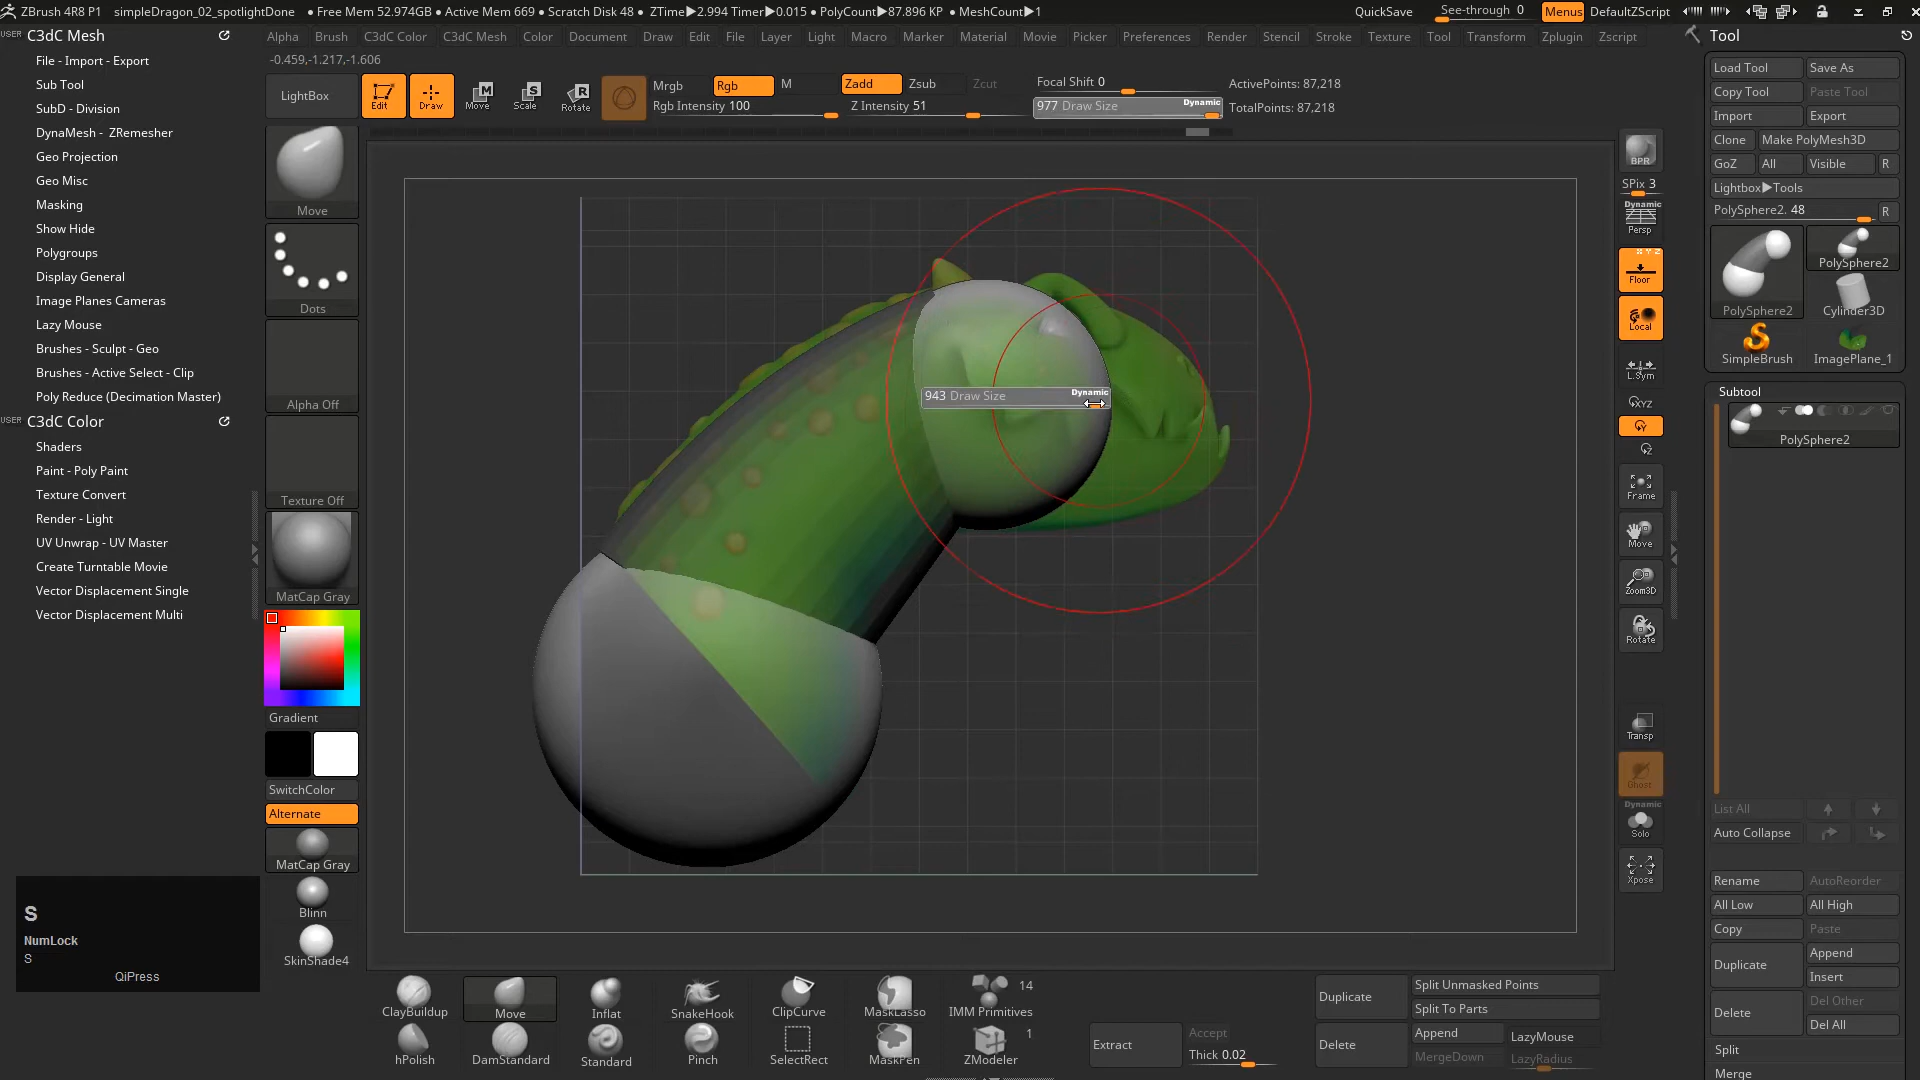 ZBrush 4R8 P1 simpleDragon_02_spotlightDone • Free Mem 52.974GB • Active Mem 669 • Scratch Disk 48 • ZTime▶2.994 Timer▶0.015 • PolyCount▶87.896 KP • MeshCount▶1 QuickSave See-through 0 Menus DefaultZScript
USER C3dC Mesh
Alpha Brush C3dC Color C3dC Mesh Color Document Draw Edit File Layer Light Macro Marker Material Movie Picker Preferences Render Stencil Stroke Texture Tool Transform Zplugin Zscript
-0.459,-1.217,-1.606
LightBox Edit Draw Move Scale Rotate
Mrgb Rgb M Zadd Zsub Zcut
Rgb Intensity 100 Z Intensity 51
Focal Shift 0
977 Draw Size Dynamic
ActivePoints: 87,218
TotalPoints: 87,218
File - Import - Export
Sub Tool
SubD - Division
DynaMesh - ZRemesher
Geo Projection
Geo Misc
Masking
Show Hide
Polygroups
Display General
Image Planes Cameras
Lazy Mouse
Brushes - Sculpt - Geo
Brushes - Active Select - Clip
Poly Reduce (Decimation Master)
USER C3dC Color
Shaders
Paint - Poly Paint
Texture Convert
Render - Light
UV Unwrap - UV Master
Create Turntable Movie
Vector Displacement Single
Vector Displacement Multi
S
NumLock
S
QiPress
Move
Dots
Alpha Off
Texture Off
MatCap Gray
Gradient
SwitchColor
Alternate
MatCap Gray
Blinn
SkinShade4
943 Draw Size Dynamic
BPR
SPix 3
Dynamic
Persp
X Y Z
Floor
Local
L.Sym
XYZ
Y
Z
Frame
Move
Zoom3D
Rotate
Transp
Ghost
Dynamic
Solo
Xpose
Tool
Load Tool Save As
Copy Tool Paste Tool
Import Export
Clone Make PolyMesh3D
GoZ All Visible R
Lightbox▶Tools
PolySphere2. 48 R
PolySphere2 PolySphere2
Cylinder3D
SimpleBrush ImagePlane_1
Subtool
PolySphere2
List All
Auto Collapse
Rename AutoReorder
All Low All High
Copy Paste
Duplicate Append
Insert
Delete Del Other
Del All
Split
Merge
ClayBuildup Move Inflat SnakeHook ClipCurve MaskLasso IMM Primitives 14
hPolish DamStandard Standard Pinch SelectRect MaskPen ZModeler 1
Extract Accept
Thick 0.02
Duplicate Split Unmasked Points
Split To Parts
Delete Append LazyMouse
MergeDown LazyRadius